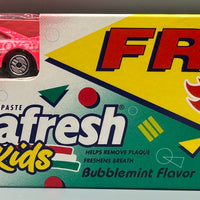 FR
PASTE
afresh®
Kids
HELPS REMOVE PLAQUE
FRESHENS BREATH
Bubblemint Flavor